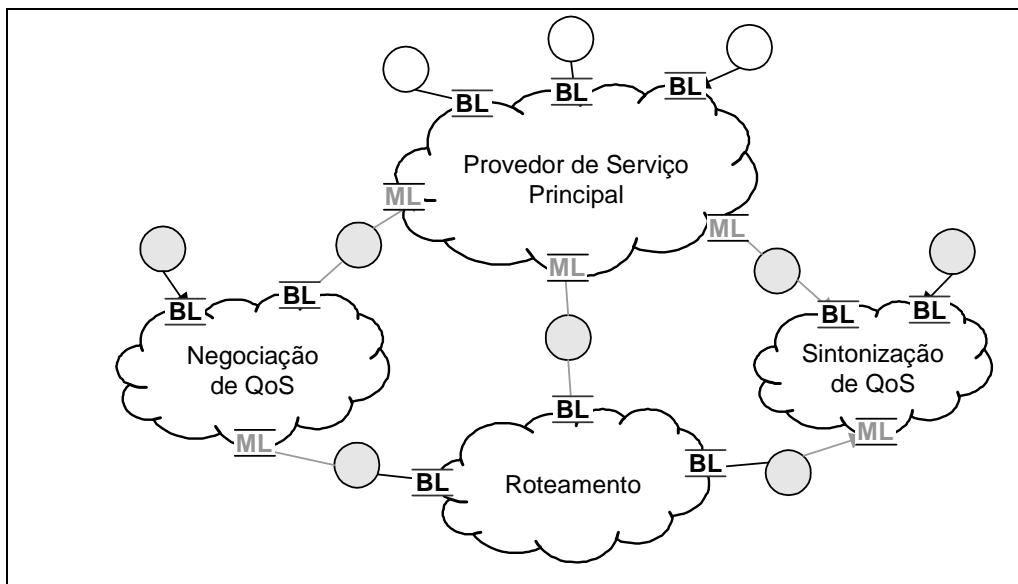 BL
BL
BL
Provedor de Serviço
Principal
ML
ML
ML
BL
BL
BL
BL
Negociação
de QoS
Sintonização
de QoS
BL
ML
ML
BL
BL
Roteamento